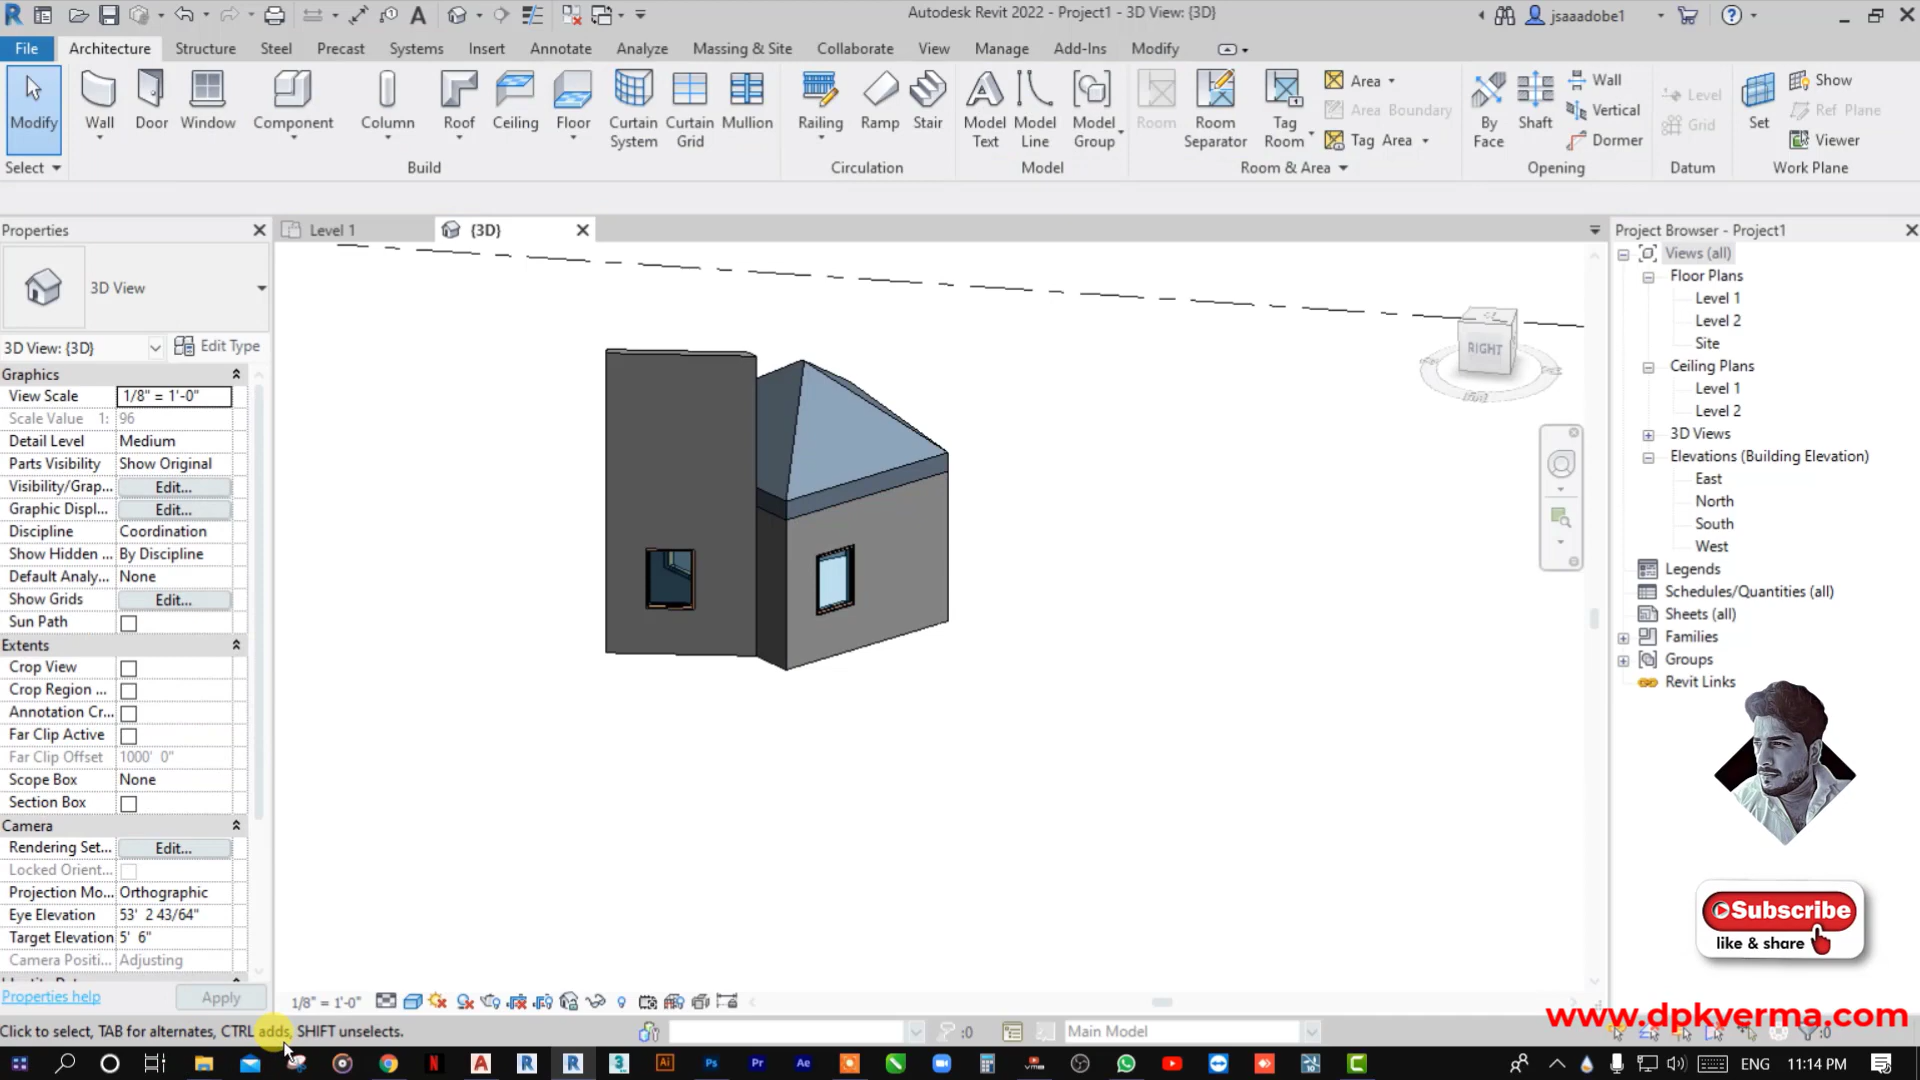 Autodesk Revit 2022 - Project1 - 3D View: {3D}
jsaaadobe1
File Architecture Structure Steel Precast Systems Insert Annotate Analyze Massing & Site Collaborate View Manage Add-Ins Modify
Modify Wall Door Window Component Column Roof Ceiling Floor Curtain System Curtain Grid Mullion Railing Ramp Stair Model Text Model Line Model Group Room Room Separator Tag Room
Area
Area Boundary
Tag Area
By Face Shaft
Wall
Vertical
Dormer
Level
Grid
Set
Show
Ref Plane
Viewer
Select Build Circulation Model Room & Area Opening Datum Work Plane
Properties
3D View
3D View: {3D} Edit Type
Graphics
View Scale 1/8" = 1'-0"
Scale Value 1: 96
Detail Level Medium
Parts Visibility Show Original
Visibility/Grap... Edit...
Graphic Displ... Edit...
Discipline Coordination
Show Hidden ... By Discipline
Default Analy... None
Show Grids Edit...
Sun Path
Extents
Crop View
Crop Region ...
Annotation Cr...
Far Clip Active
Far Clip Offset 1000' 0"
Scope Box None
Section Box
Camera
Rendering Set... Edit...
Locked Orient...
Projection Mo... Orthographic
Eye Elevation 53' 2 43/64"
Target Elevation 5' 6"
Camera Positi... Adjusting
Properties help Apply
Level 1 {3D}
RIGHT
1/8" = 1'-0"
Project Browser - Project1
Views (all)
Floor Plans
Level 1
Level 2
Site
Ceiling Plans
Level 1
Level 2
3D Views
Elevations (Building Elevation)
East
North
South
West
Legends
Schedules/Quantities (all)
Sheets (all)
Families
Groups
Revit Links
Subscribe
like & share
www.dpkverma.com
Click to select, TAB for alternates, CTRL adds, SHIFT unselects.
:0
Main Model
:0
ENG 11:14 PM